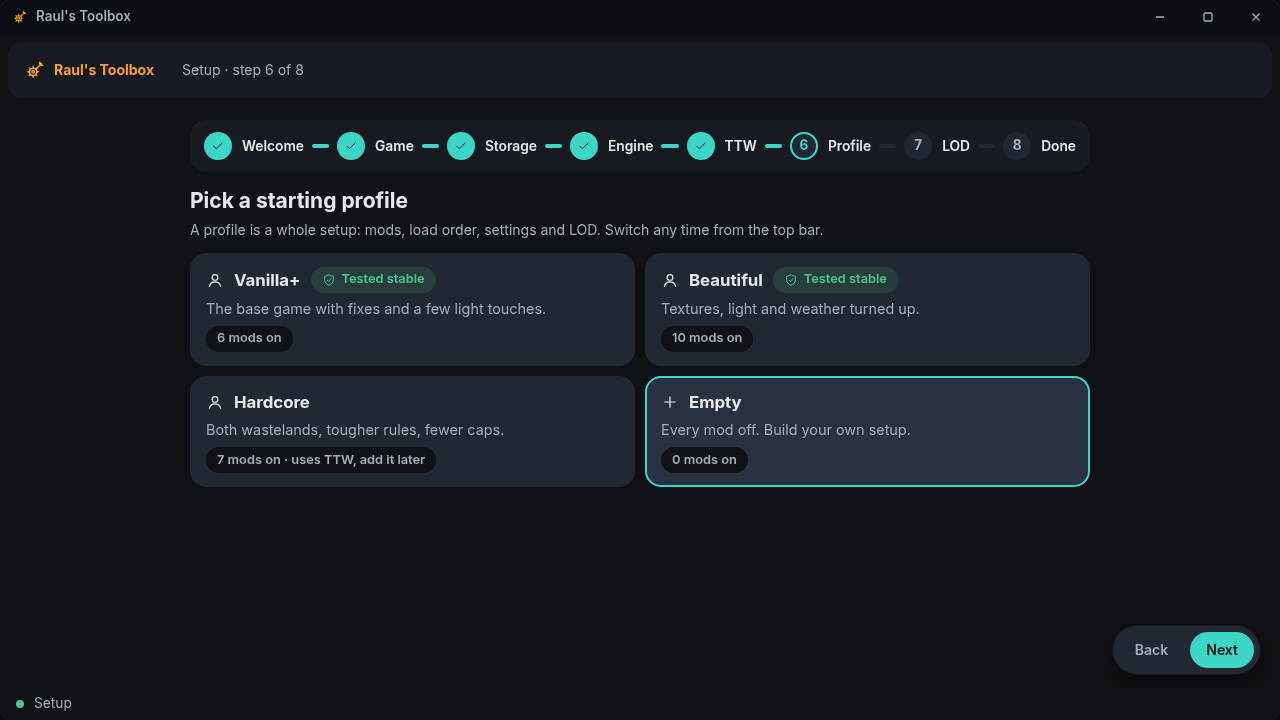 Raul's Toolbox
Raul's Toolbox
Setup · step 6 of 8
Welcome
Game
Storage
Engine
TTW
6
Profile
7
LOD
8
Done
Pick a starting profile
A profile is a whole setup: mods, load order, settings and LOD. Switch any time from the top bar.
Vanilla+
Tested stable
The base game with fixes and a few light touches.
6 mods on
Beautiful
Tested stable
Textures, light and weather turned up.
10 mods on
Hardcore
Both wastelands, tougher rules, fewer caps.
7 mods on · uses TTW, add it later
Empty
Every mod off. Build your own setup.
0 mods on
Back
Next
Setup